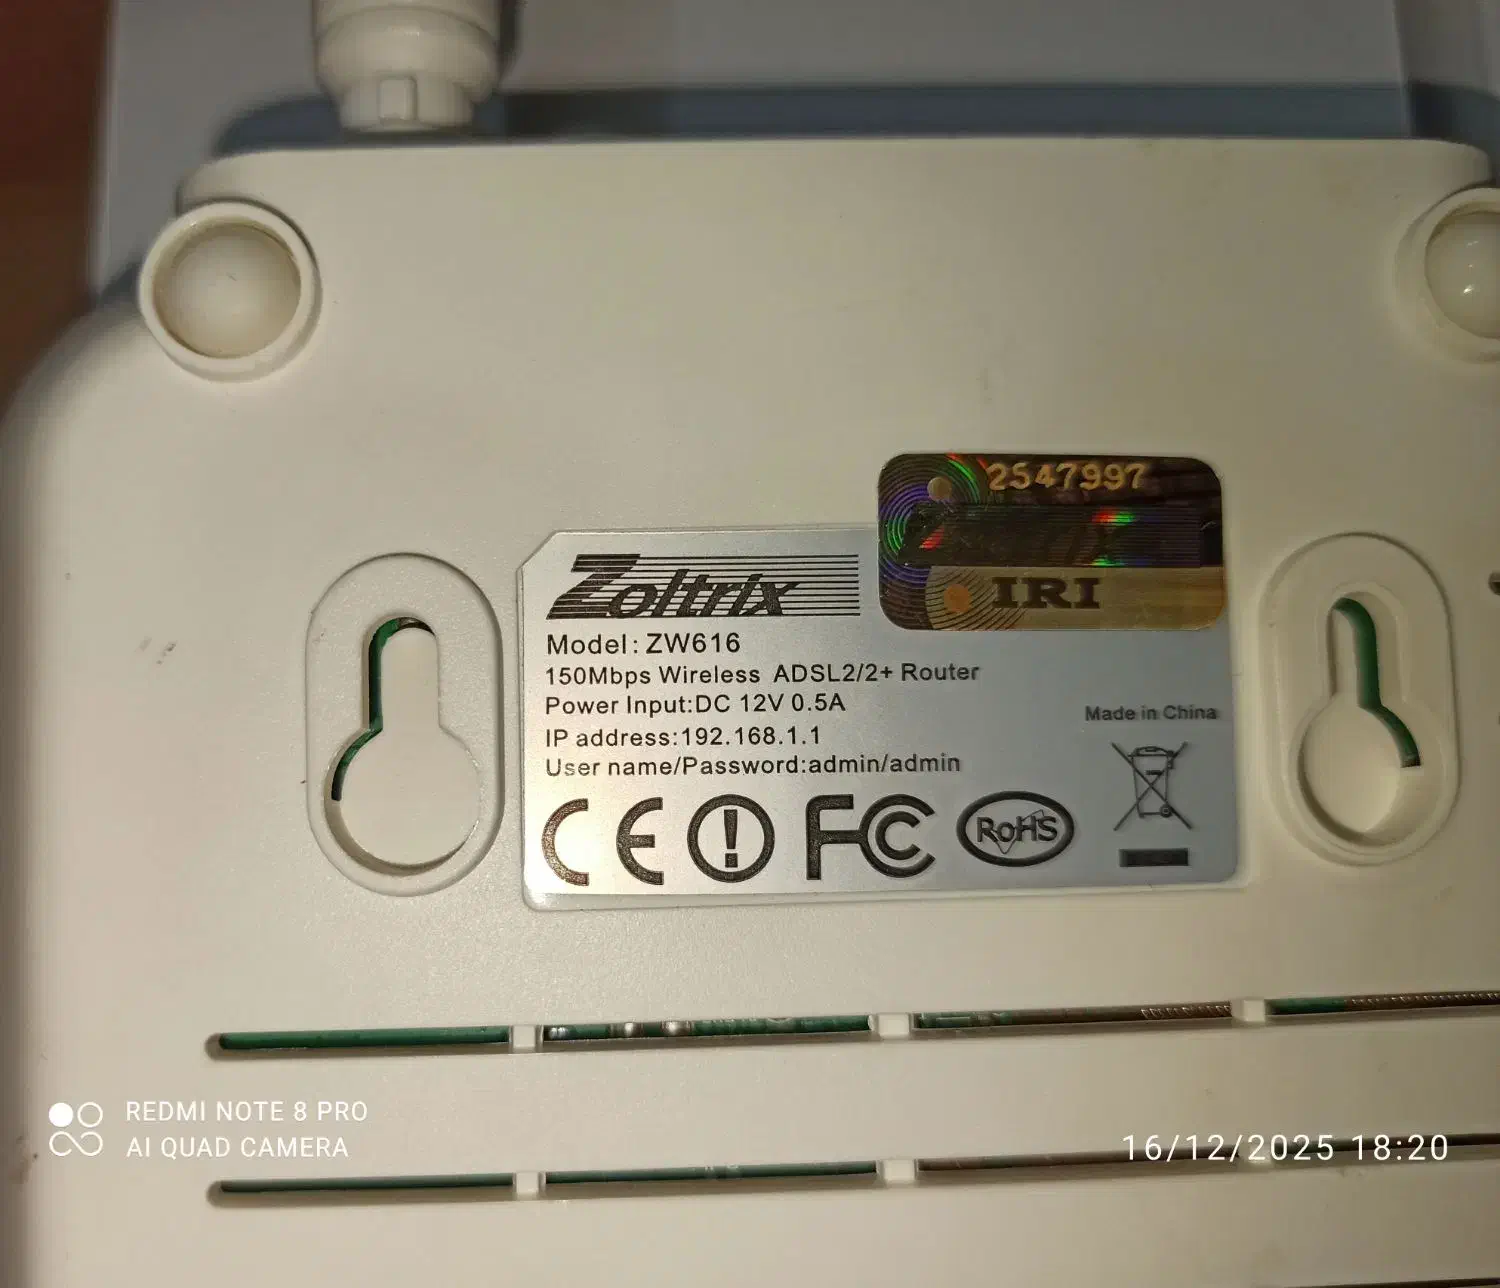 2547997
IRI
Zoltrix
Model: ZW616
150Mbps Wireless ADSL2/2+ Router
Power Input:DC 12V 0.5A
IP address:192.168.1.1
User name/Password:admin/admin
Made in China
CE FC RoHS
REDMI NOTE 8 PRO
AI QUAD CAMERA
16/12/2025 18:20